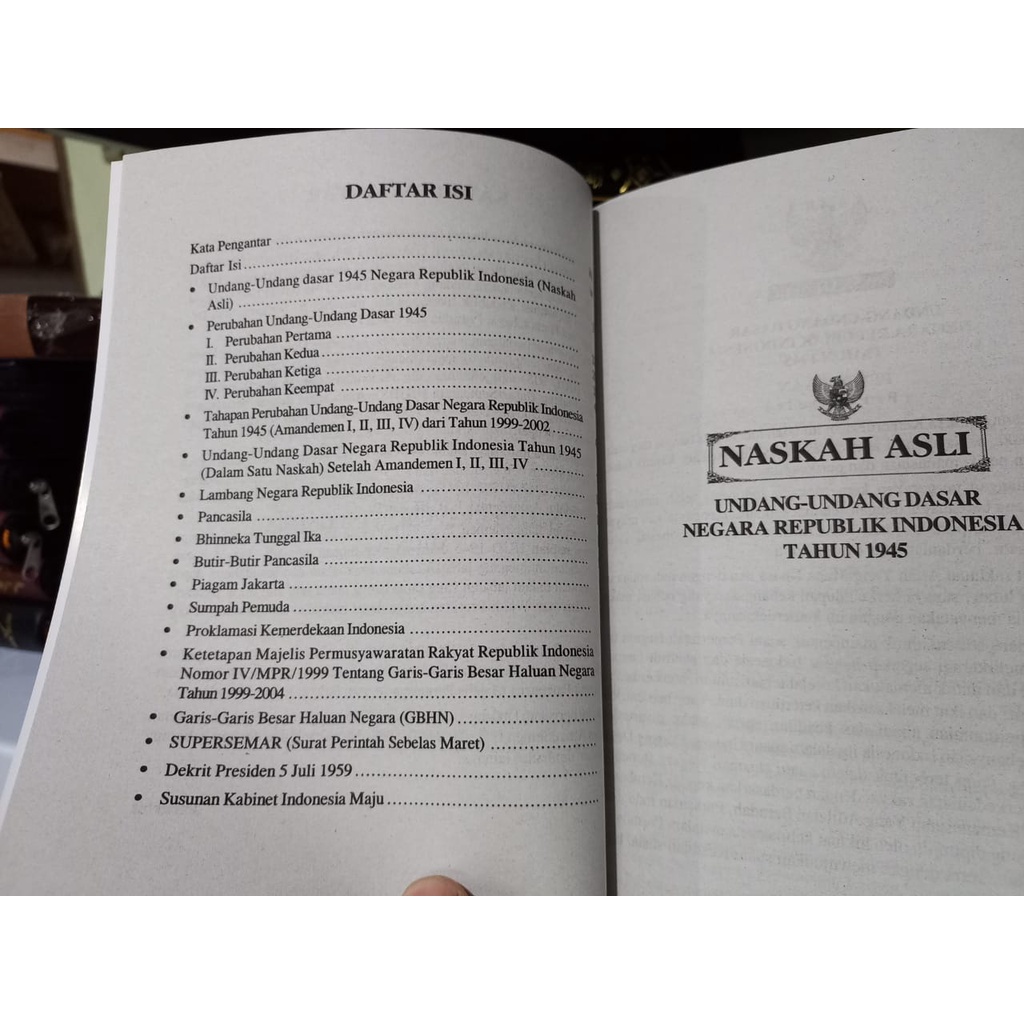 DAFTAR ISI
Kata Pengantar ........................................................
Daftar Isi ........................................................
• Undang-Undang dasar 1945 Negara Republik Indonesia (Naskah
Asli) ........................................................
• Perubahan Undang-Undang Dasar 1945
I. Perubahan Pertama ........................................................
II. Perubahan Kedua ........................................................
III. Perubahan Ketiga ........................................................
IV. Perubahan Keempat ........................................................
• Tahapan Perubahan Undang-Undang Dasar Negara Republik Indonesia
Tahun 1945 (Amandemen I, II, III, IV) dari Tahun 1999-2002 ........
• Undang-Undang Dasar Negara Republik Indonesia Tahun 1945
(Dalam Satu Naskah) Setelah Amandemen I, II, III, IV ............
• Lambang Negara Republik Indonesia ................................
• Pancasila ........................................................
• Bhinneka Tunggal Ika ........................................................
• Butir-Butir Pancasila ........................................................
• Piagam Jakarta ........................................................
• Sumpah Pemuda ........................................................
• Proklamasi Kemerdekaan Indonesia ................................
• Ketetapan Majelis Permusyawaratan Rakyat Republik Indonesia
Nomor IV/MPR/1999 Tentang Garis-Garis Besar Haluan Negara
Tahun 1999-2004 ........................................................
• Garis-Garis Besar Haluan Negara (GBHN) ................................
• SUPERSEMAR (Surat Perintah Sebelas Maret) ........................
• Dekrit Presiden 5 Juli 1959 ................................................
• Susunan Kabinet Indonesia Maju ........................................
NASKAH ASLI
UNDANG-UNDANG DASAR
NEGARA REPUBLIK INDONESIA
TAHUN 1945